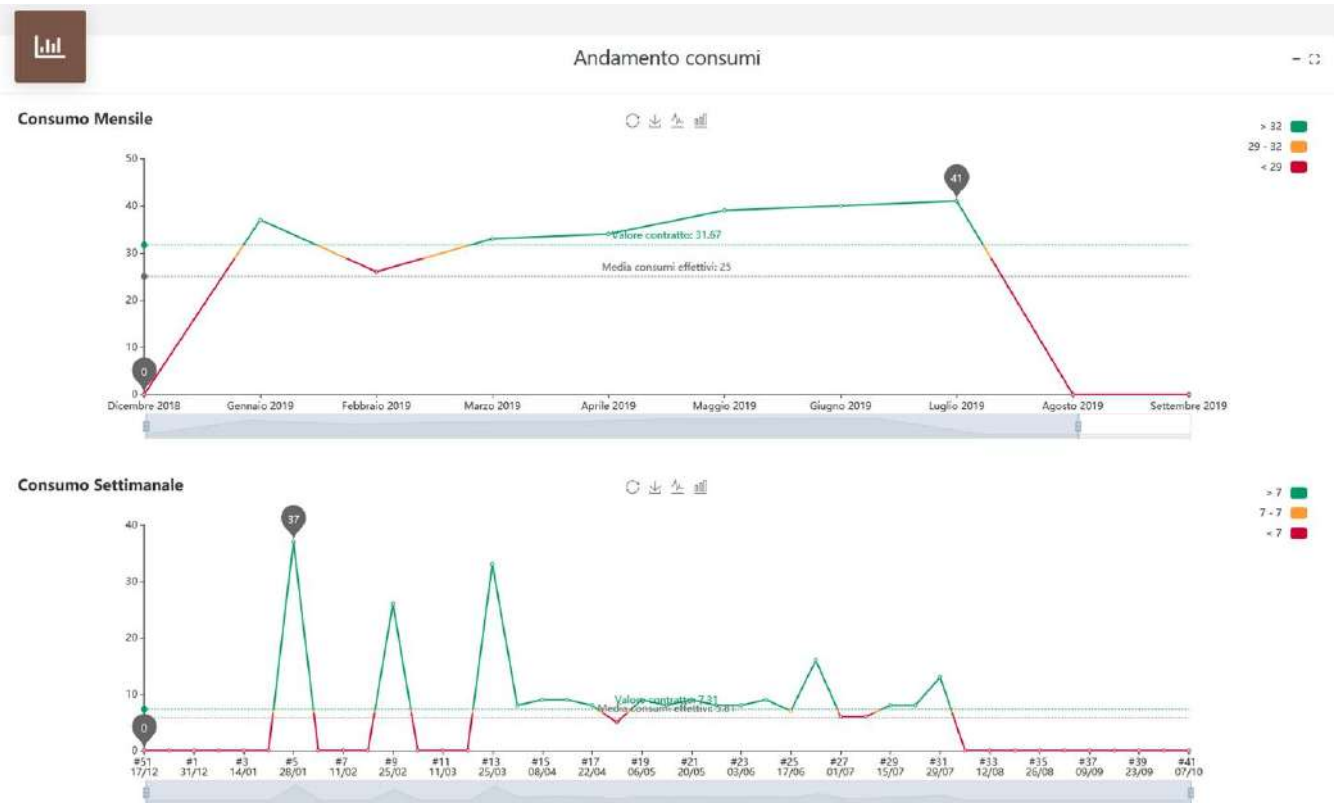 Andamento consumi
Consumo Mensile
> 32
29 - 32
< 29
50
40
30
20
10
0
41
0
Valore contratto: 31.67
Media consumi effettivi: 25
Dicembre 2018 Gennaio 2019 Febbraio 2019 Marzo 2019 Aprile 2019 Maggio 2019 Giugno 2019 Luglio 2019 Agosto 2019 Settembre 2019
Consumo Settimanale
> 7
7 - 7
< 7
40
30
20
10
0
37
0
Valore contratto: 7.31
Media consumi effettivi: 5.81
#51 #1 #3 #5 #7 #9 #11 #13 #15 #17 #19 #21 #23 #25 #27 #29 #31 #33 #35 #37 #39 #41
17/12 31/12 14/01 28/01 11/02 25/02 11/03 25/03 08/04 22/04 06/05 20/05 03/06 17/06 01/07 15/07 29/07 12/08 26/08 09/09 23/09 07/10